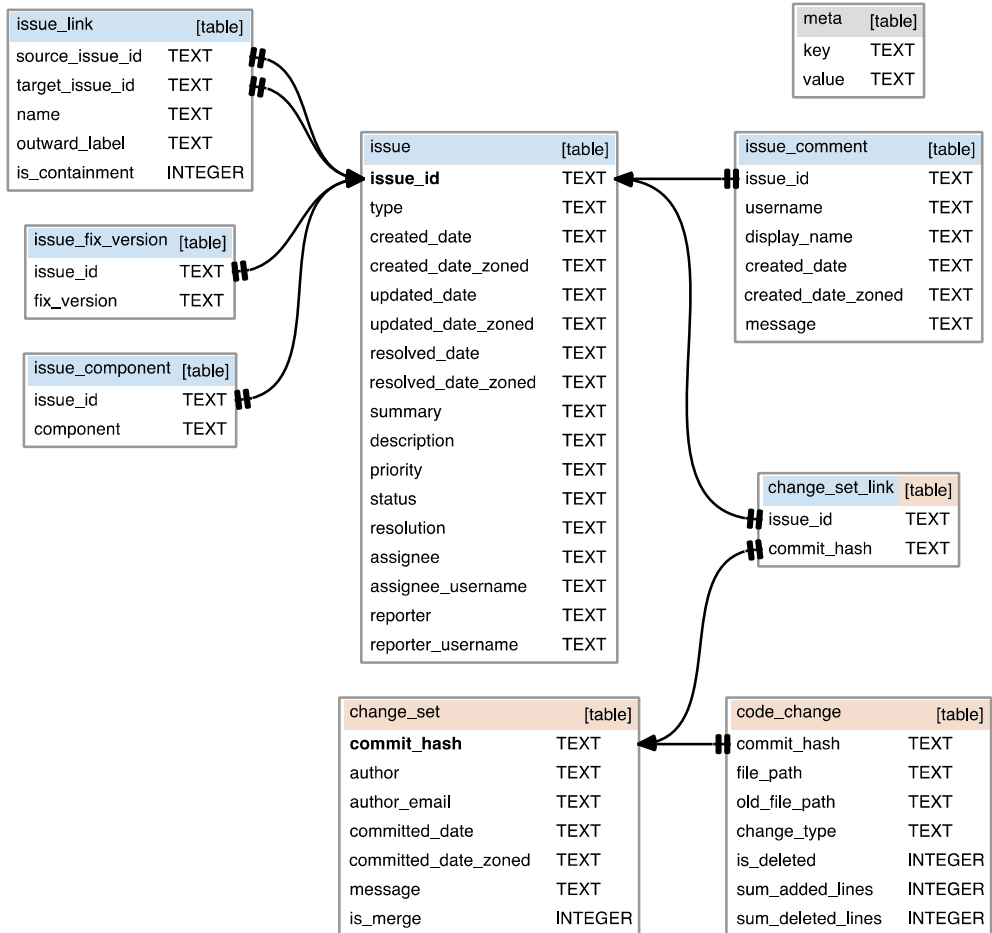 issue_link [table]
source_issue_id TEXT
target_issue_id TEXT
name TEXT
outward_label TEXT
is_containment INTEGER
meta [table]
key TEXT
value TEXT
issue_fix_version [table]
issue_id TEXT
fix_version TEXT
issue_component [table]
issue_id TEXT
component TEXT
issue [table]
issue_id TEXT
type TEXT
created_date TEXT
created_date_zoned TEXT
updated_date TEXT
updated_date_zoned TEXT
resolved_date TEXT
resolved_date_zoned TEXT
summary TEXT
description TEXT
priority TEXT
status TEXT
resolution TEXT
assignee TEXT
assignee_username TEXT
reporter TEXT
reporter_username TEXT
issue_comment [table]
issue_id TEXT
username TEXT
display_name TEXT
created_date TEXT
created_date_zoned TEXT
message TEXT
change_set_link [table]
issue_id TEXT
commit_hash TEXT
change_set [table]
commit_hash TEXT
author TEXT
author_email TEXT
committed_date TEXT
committed_date_zoned TEXT
message TEXT
is_merge INTEGER
code_change [table]
commit_hash TEXT
file_path TEXT
old_file_path TEXT
change_type TEXT
is_deleted INTEGER
sum_added_lines INTEGER
sum_deleted_lines INTEGER